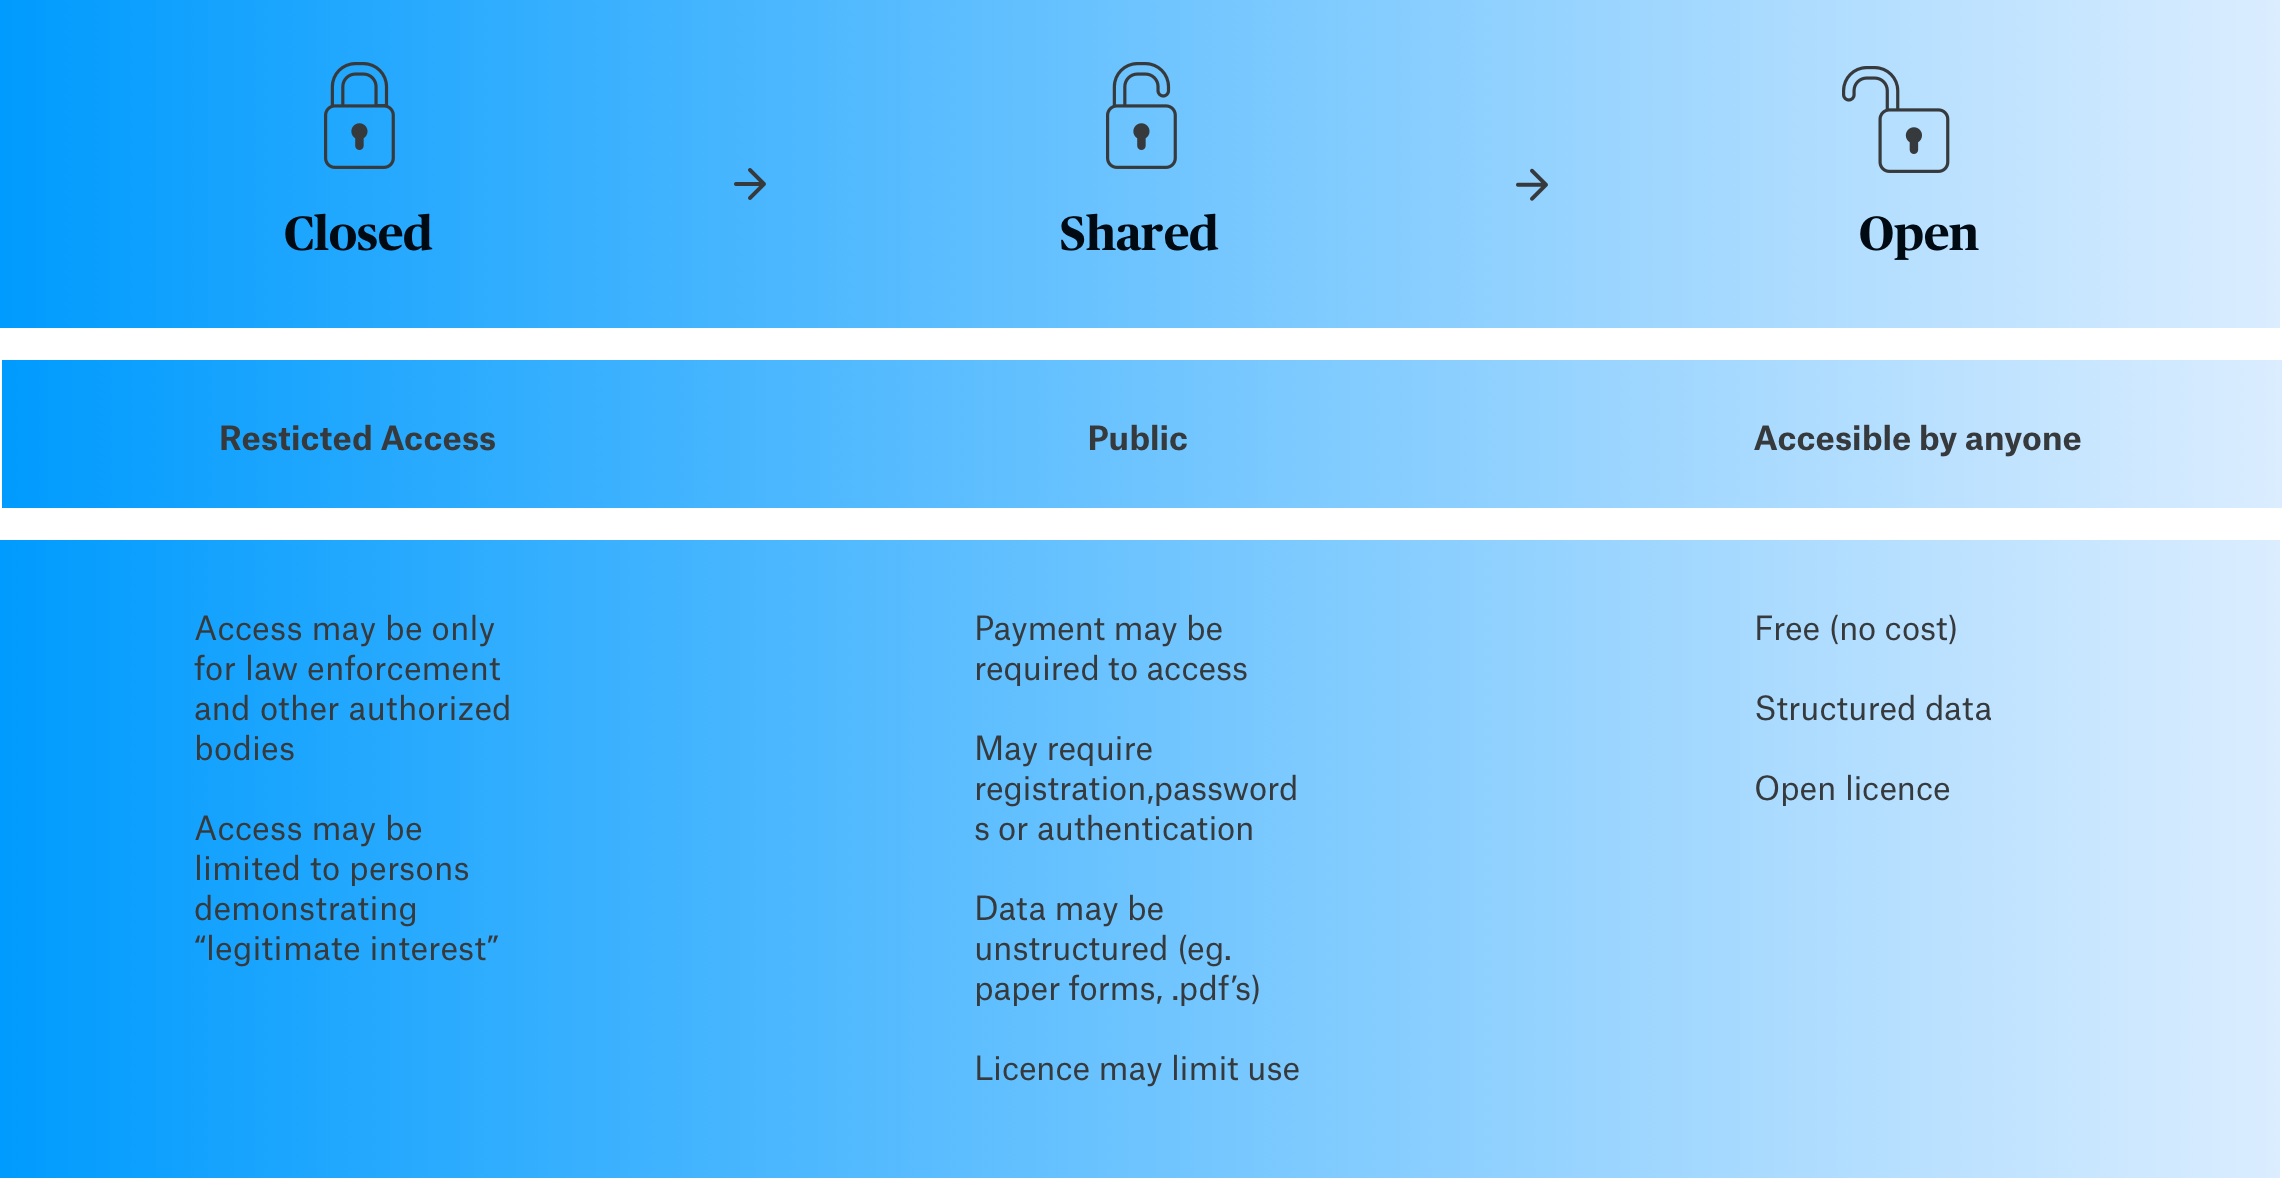 Closed
Shared
Open
Resticted Access
Public
Accesible by anyone
Access may be only
for law enforcement
and other authorized
bodies
Access may be
limited to persons
demonstrating
“legitimate interest”
Payment may be
required to access
May require
registration,password
s or authentication
Data may be
unstructured (eg.
paper forms, .pdf’s)
Licence may limit use
Free (no cost)
Structured data
Open licence